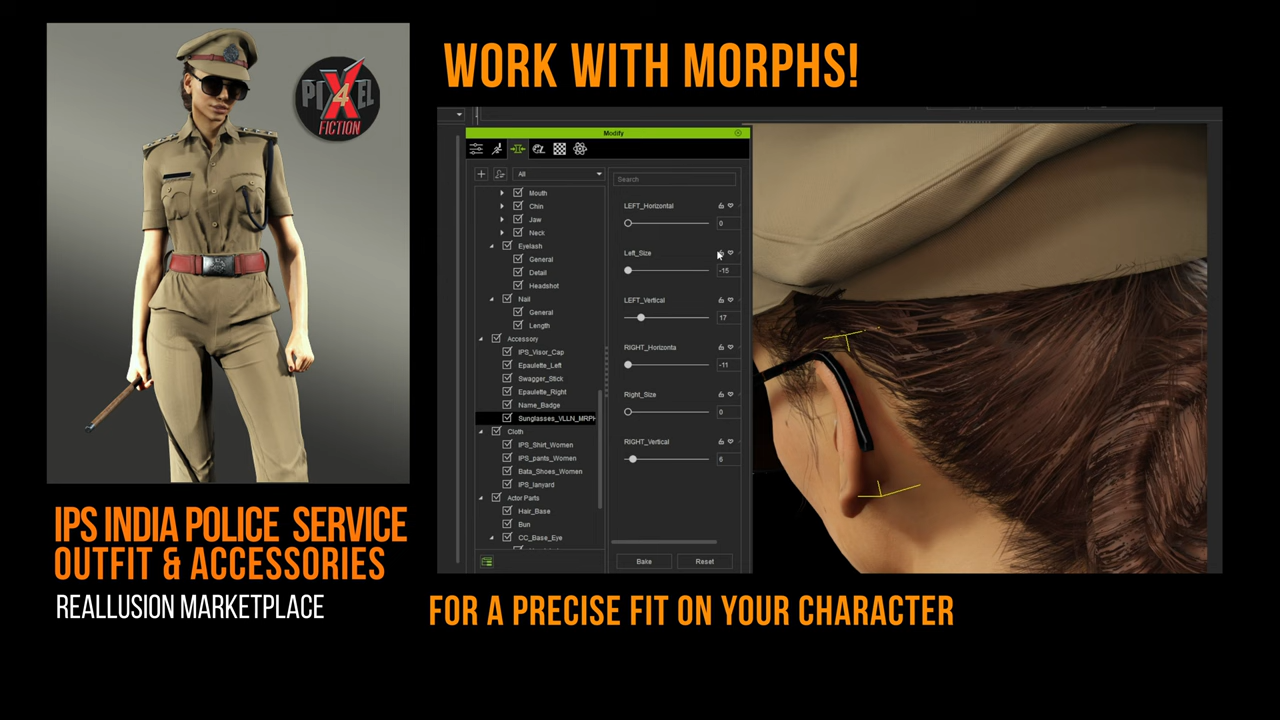 WORK WITH MORPHS!
PIXEL
4
FICTION
Modify
All
Search
Mouth
Chin
Jaw
Neck
Eyelash
General
Detail
Headshot
Nail
General
Length
Accessory
IPS_Visor_Cap
Epaulette_Left
Swagger_Stick
Epaulette_Right
Name_Badge
Sunglasses_VLLN_MRPH
Cloth
IPS_Shirt_Women
IPS_pants_Women
Bata_Shoes_Women
IPS_lanyard
Actor Parts
Hair_Base
Bun
CC_Base_Eye
LEFT_Horizontal
0
Left_Size
-15
LEFT_Vertical
17
RIGHT_Horizonta
-11
Right_Size
0
RIGHT_Vertical
6
Bake
Reset
IPS INDIA POLICE SERVICE
OUTFIT & ACCESSORIES
REALLUSION MARKETPLACE
FOR A PRECISE FIT ON YOUR CHARACTER